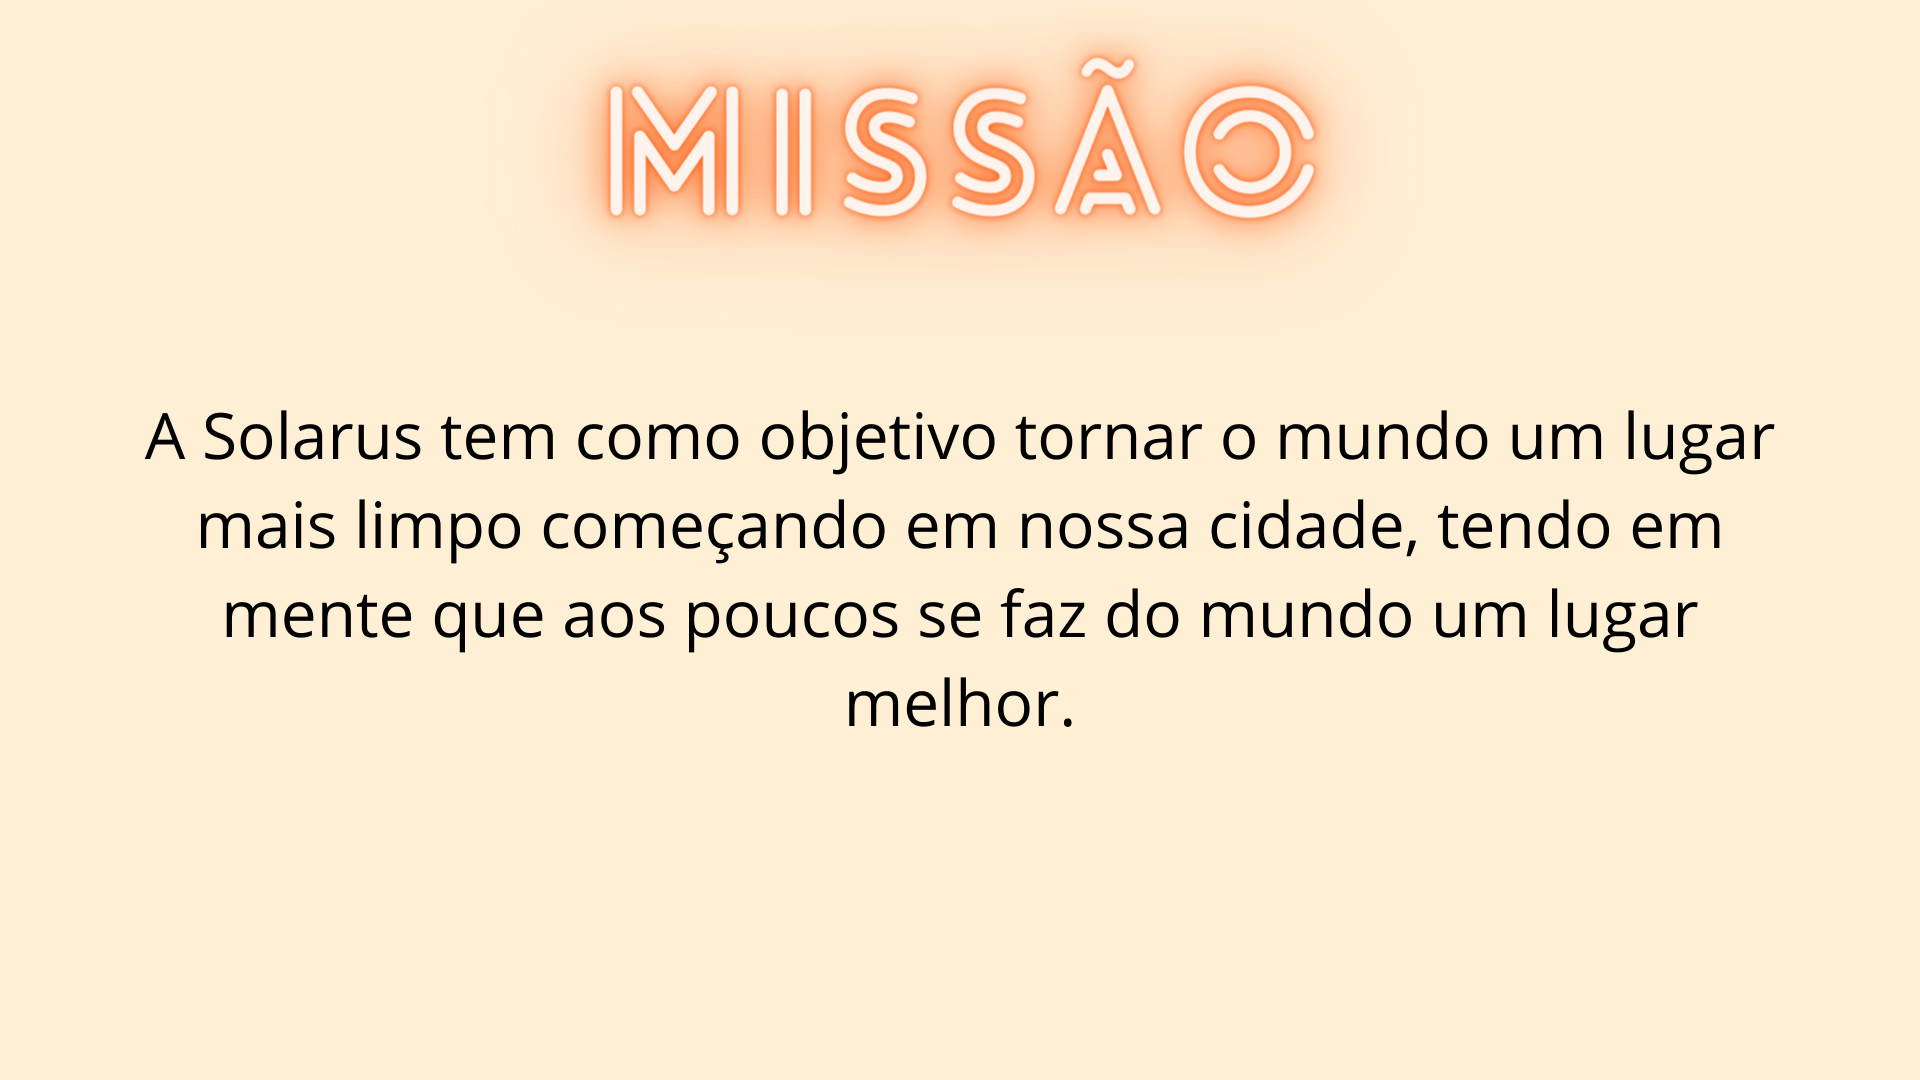 MISSÃO
A Solarus tem como objetivo tornar o mundo um lugar
mais limpo começando em nossa cidade, tendo em
mente que aos poucos se faz do mundo um lugar
melhor.